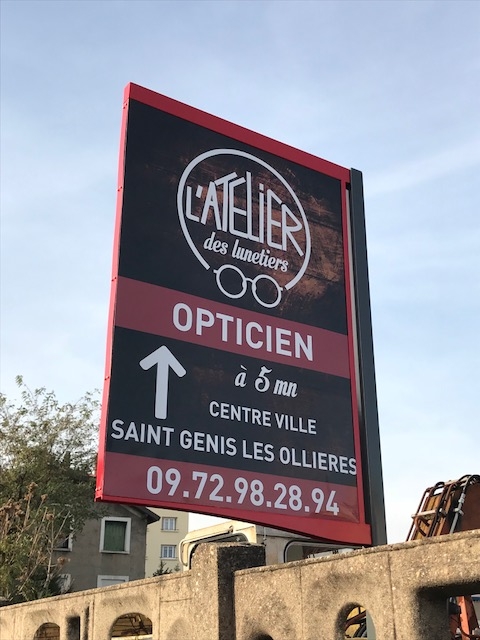 L'ATELIER
des lunetiers
OPTICIEN
à 5 mn
CENTRE VILLE
SAINT GENIS LES OLLIERES
09.72.98.28.94